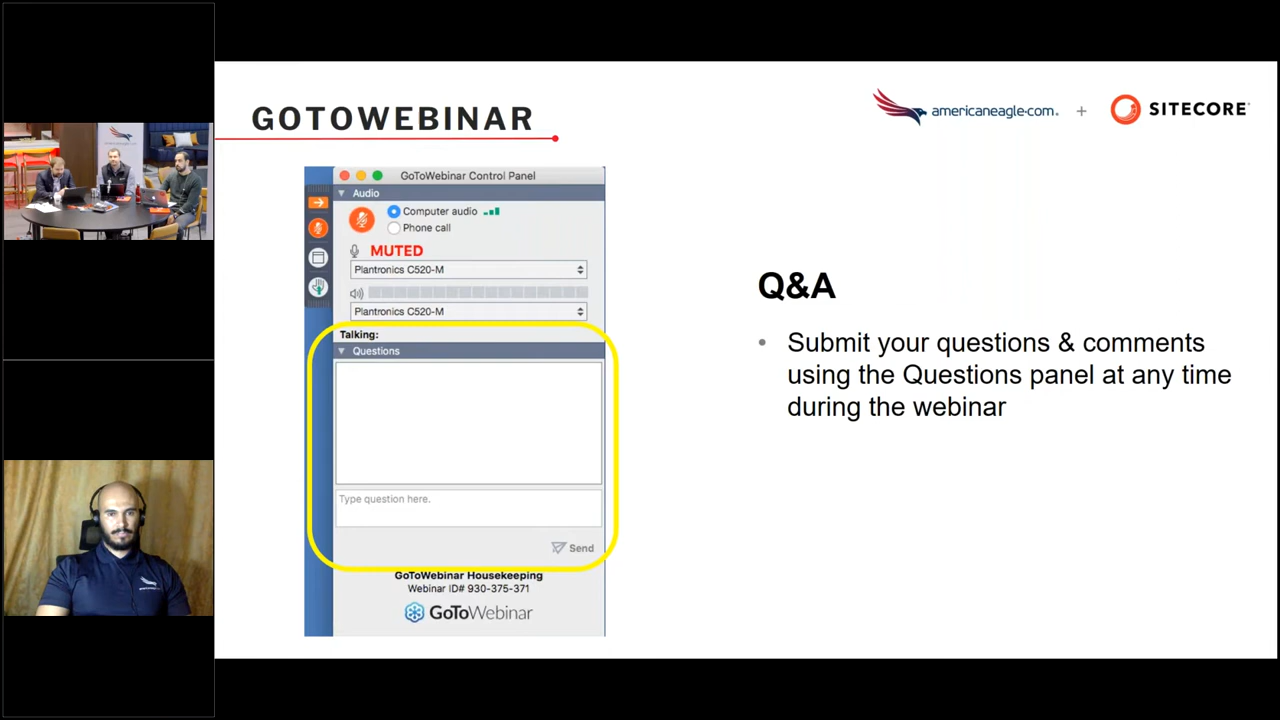 GOTOWEBINAR
americaneagle.com
+
SITECORE
GoToWebinar Control Panel
Audio
Computer audio
Phone call
MUTED
Plantronics C520-M
Plantronics C520-M
Talking:
Questions
Type question here.
Send
GoToWebinar Housekeeping
Webinar ID# 930-375-371
GoToWebinar
Q&A
• Submit your questions & comments
using the Questions panel at any time
during the webinar